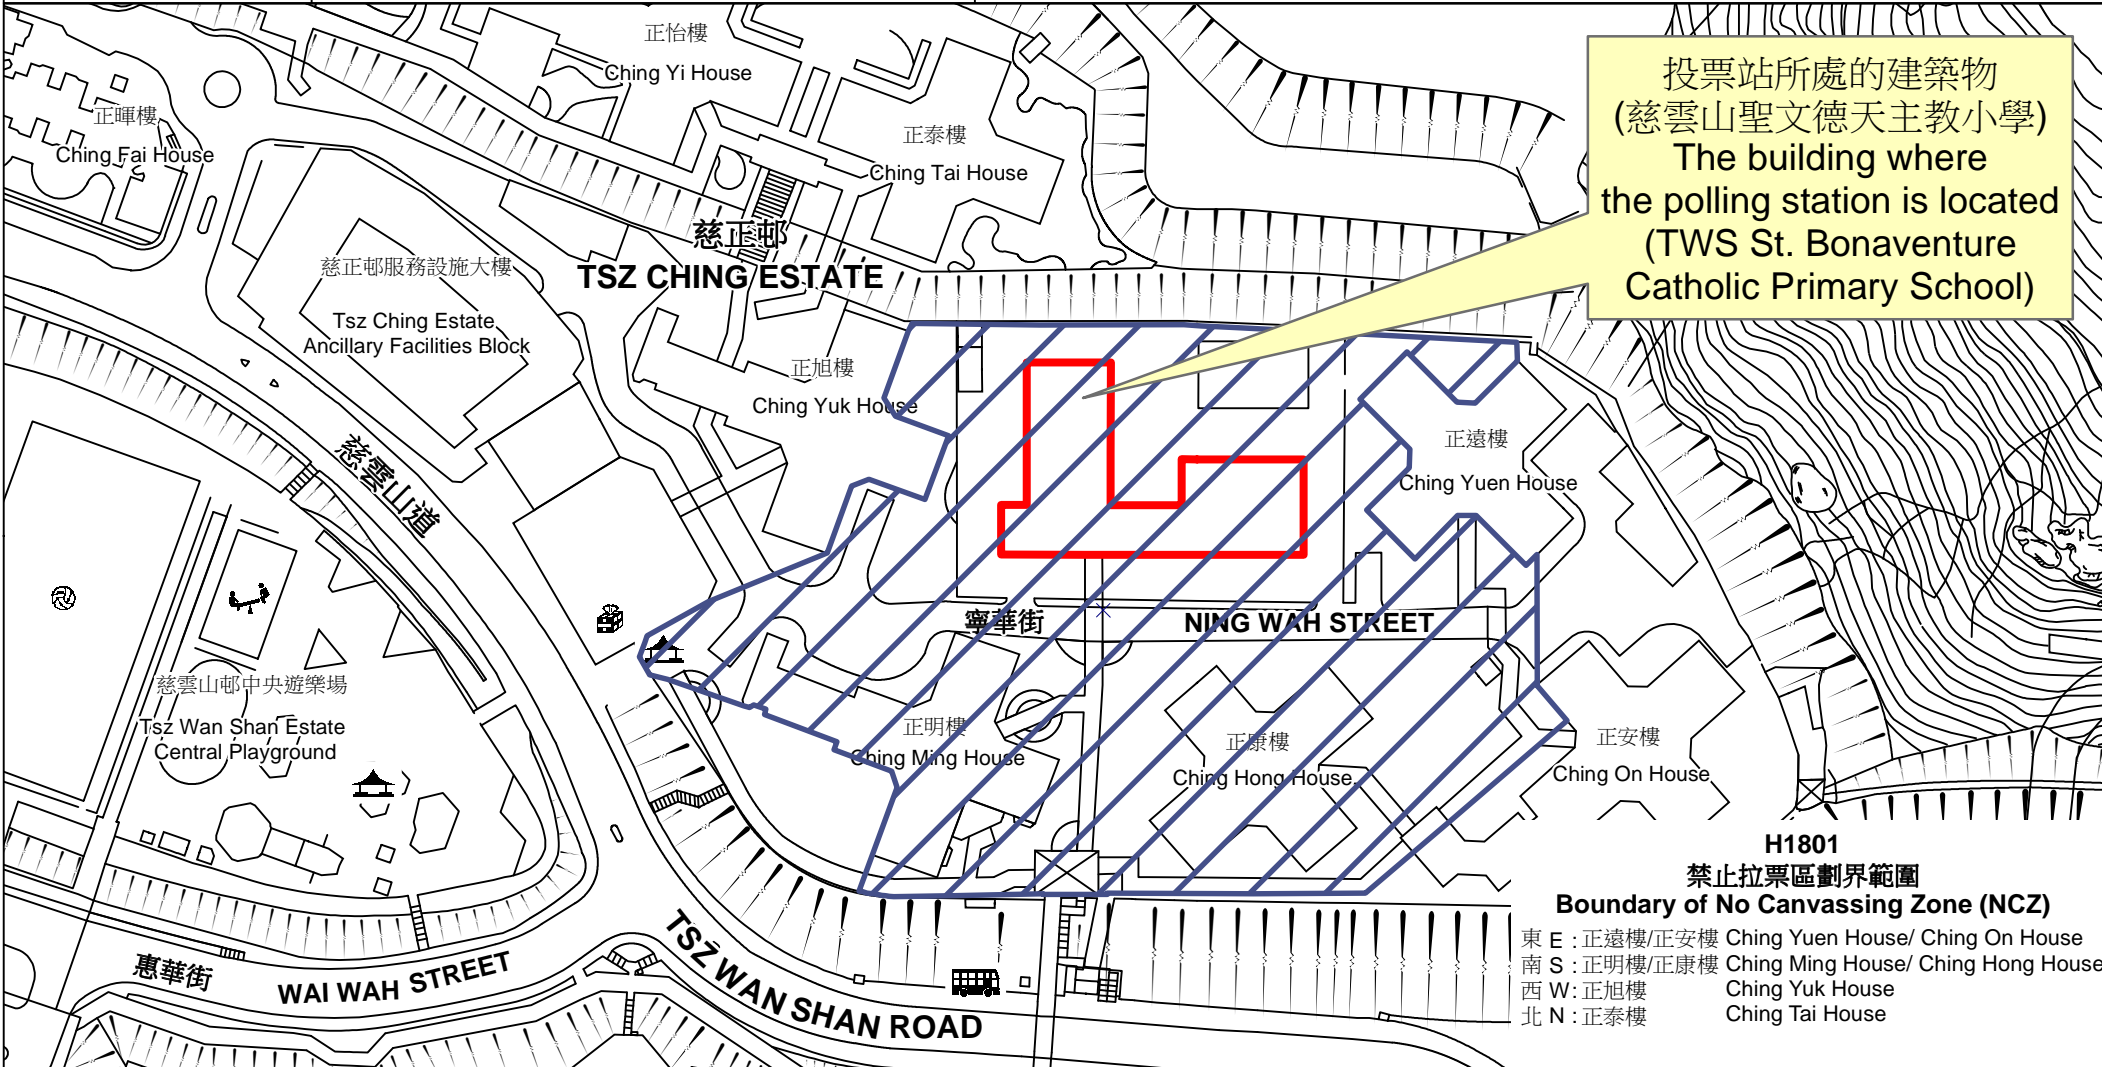 正怡樓
Ching Yi House
正暉樓
Ching Fai House
正泰樓
Ching Tai House
投票站所處的建築物
(慈雲山聖文德天主教小學)
The building where
the polling station is located
(TWS St. Bonaventure
Catholic Primary School)
慈正邨
TSZ CHING ESTATE
慈正邨服務設施大樓
Tsz Ching Estate
Ancillary Facilities Block
正旭樓
Ching Yuk House
正遠樓
Ching Yuen House
慈雲山道
寧華街
NING WAH STREET
慈雲山邨中央遊樂場
Tsz Wan Shan Estate
Central Playground
正明樓
Ching Ming House
正康樓
Ching Hong House
正安樓
Ching On House
惠華街
WAI WAH STREET
TSZ WAN SHAN ROAD
H1801
禁止拉票區劃界範圍
Boundary of No Canvassing Zone (NCZ)
東 E : 正遠樓/正安樓 Ching Yuen House/ Ching On House
南 S : 正明樓/正康樓 Ching Ming House/ Ching Hong House
西 W: 正旭樓 Ching Yuk House
北 N : 正泰樓 Ching Tai House